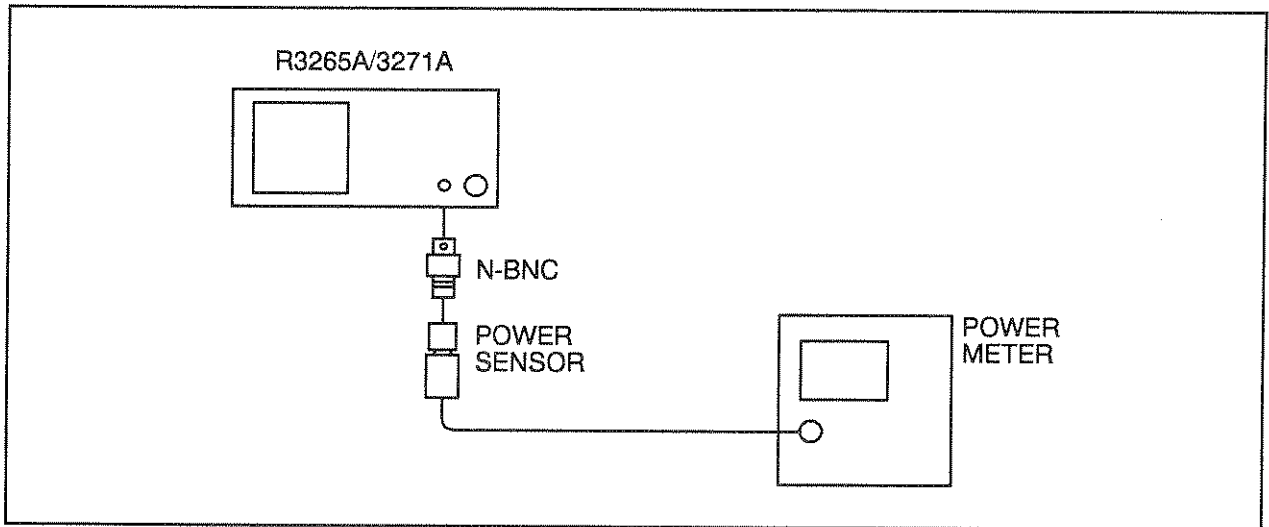 R3265A/3271A
N-BNC
POWER
SENSOR
POWER
METER